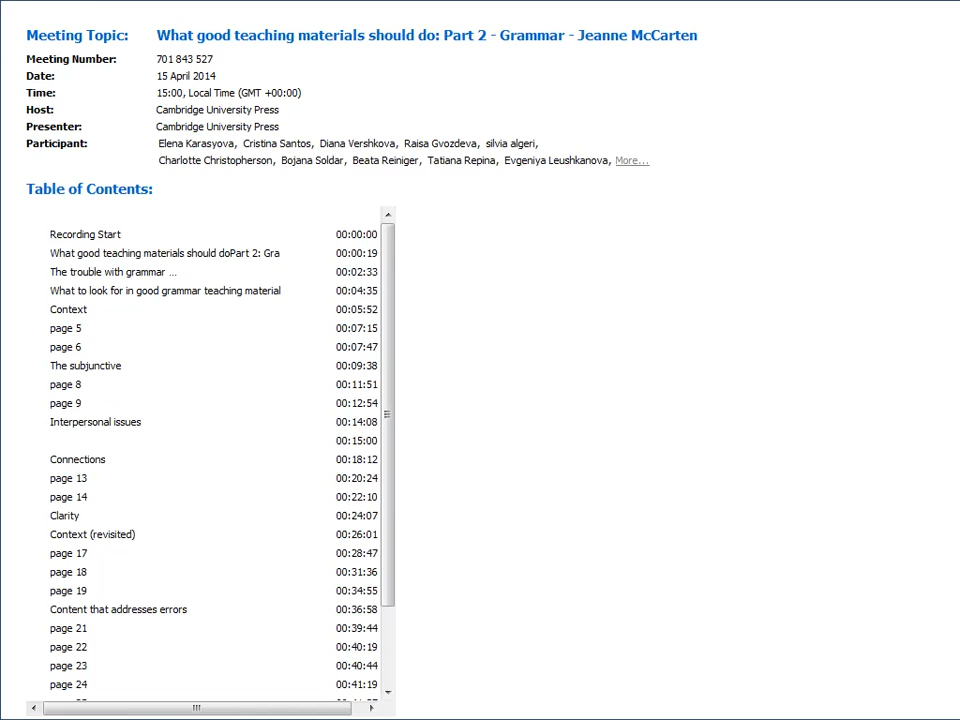 Meeting Topic: What good teaching materials should do: Part 2 - Grammar - Jeanne McCarten
Meeting Number: 701 843 527
Date: 15 April 2014
Time: 15:00, Local Time (GMT +00:00)
Host: Cambridge University Press
Presenter: Cambridge University Press
Participant: Elena Karasyova, Cristina Santos, Diana Vershkova, Raisa Gvozdeva, silvia algeri,
Charlotte Christopherson, Bojana Soldar, Beata Reiniger, Tatiana Repina, Evgeniya Leushkanova, More...
Table of Contents:
Recording Start 00:00:00
What good teaching materials should doPart 2: Gra 00:00:19
The trouble with grammar ... 00:02:33
What to look for in good grammar teaching material 00:04:35
Context 00:05:52
page 5 00:07:15
page 6 00:07:47
The subjunctive 00:09:38
page 8 00:11:51
page 9 00:12:54
Interpersonal issues 00:14:08
00:15:00
Connections 00:18:12
page 13 00:20:24
page 14 00:22:10
Clarity 00:24:07
Context (revisited) 00:26:01
page 17 00:28:47
page 18 00:31:36
page 19 00:34:55
Content that addresses errors 00:36:58
page 21 00:39:44
page 22 00:40:19
page 23 00:40:44
page 24 00:41:19